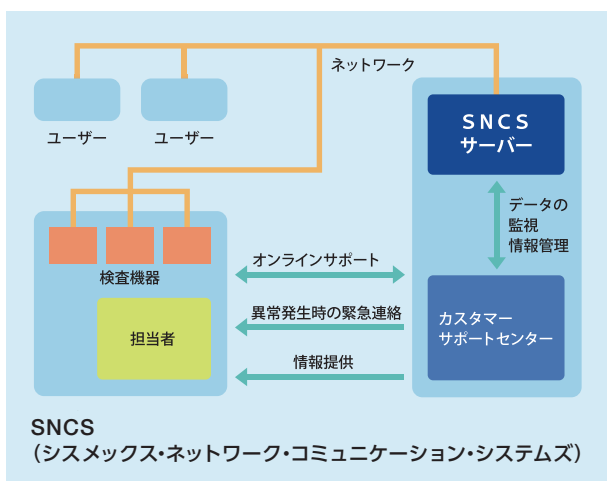 ネットワーク
ユーザー
ユーザー
SNCS
サーバー
データの
監視
情報管理
検査機器
オンラインサポート
担当者
異常発生時の緊急連絡
カスタマー
サポートセンター
情報提供
SNCS
（シスメックス・ネットワーク・コミュニケーション・システムズ）